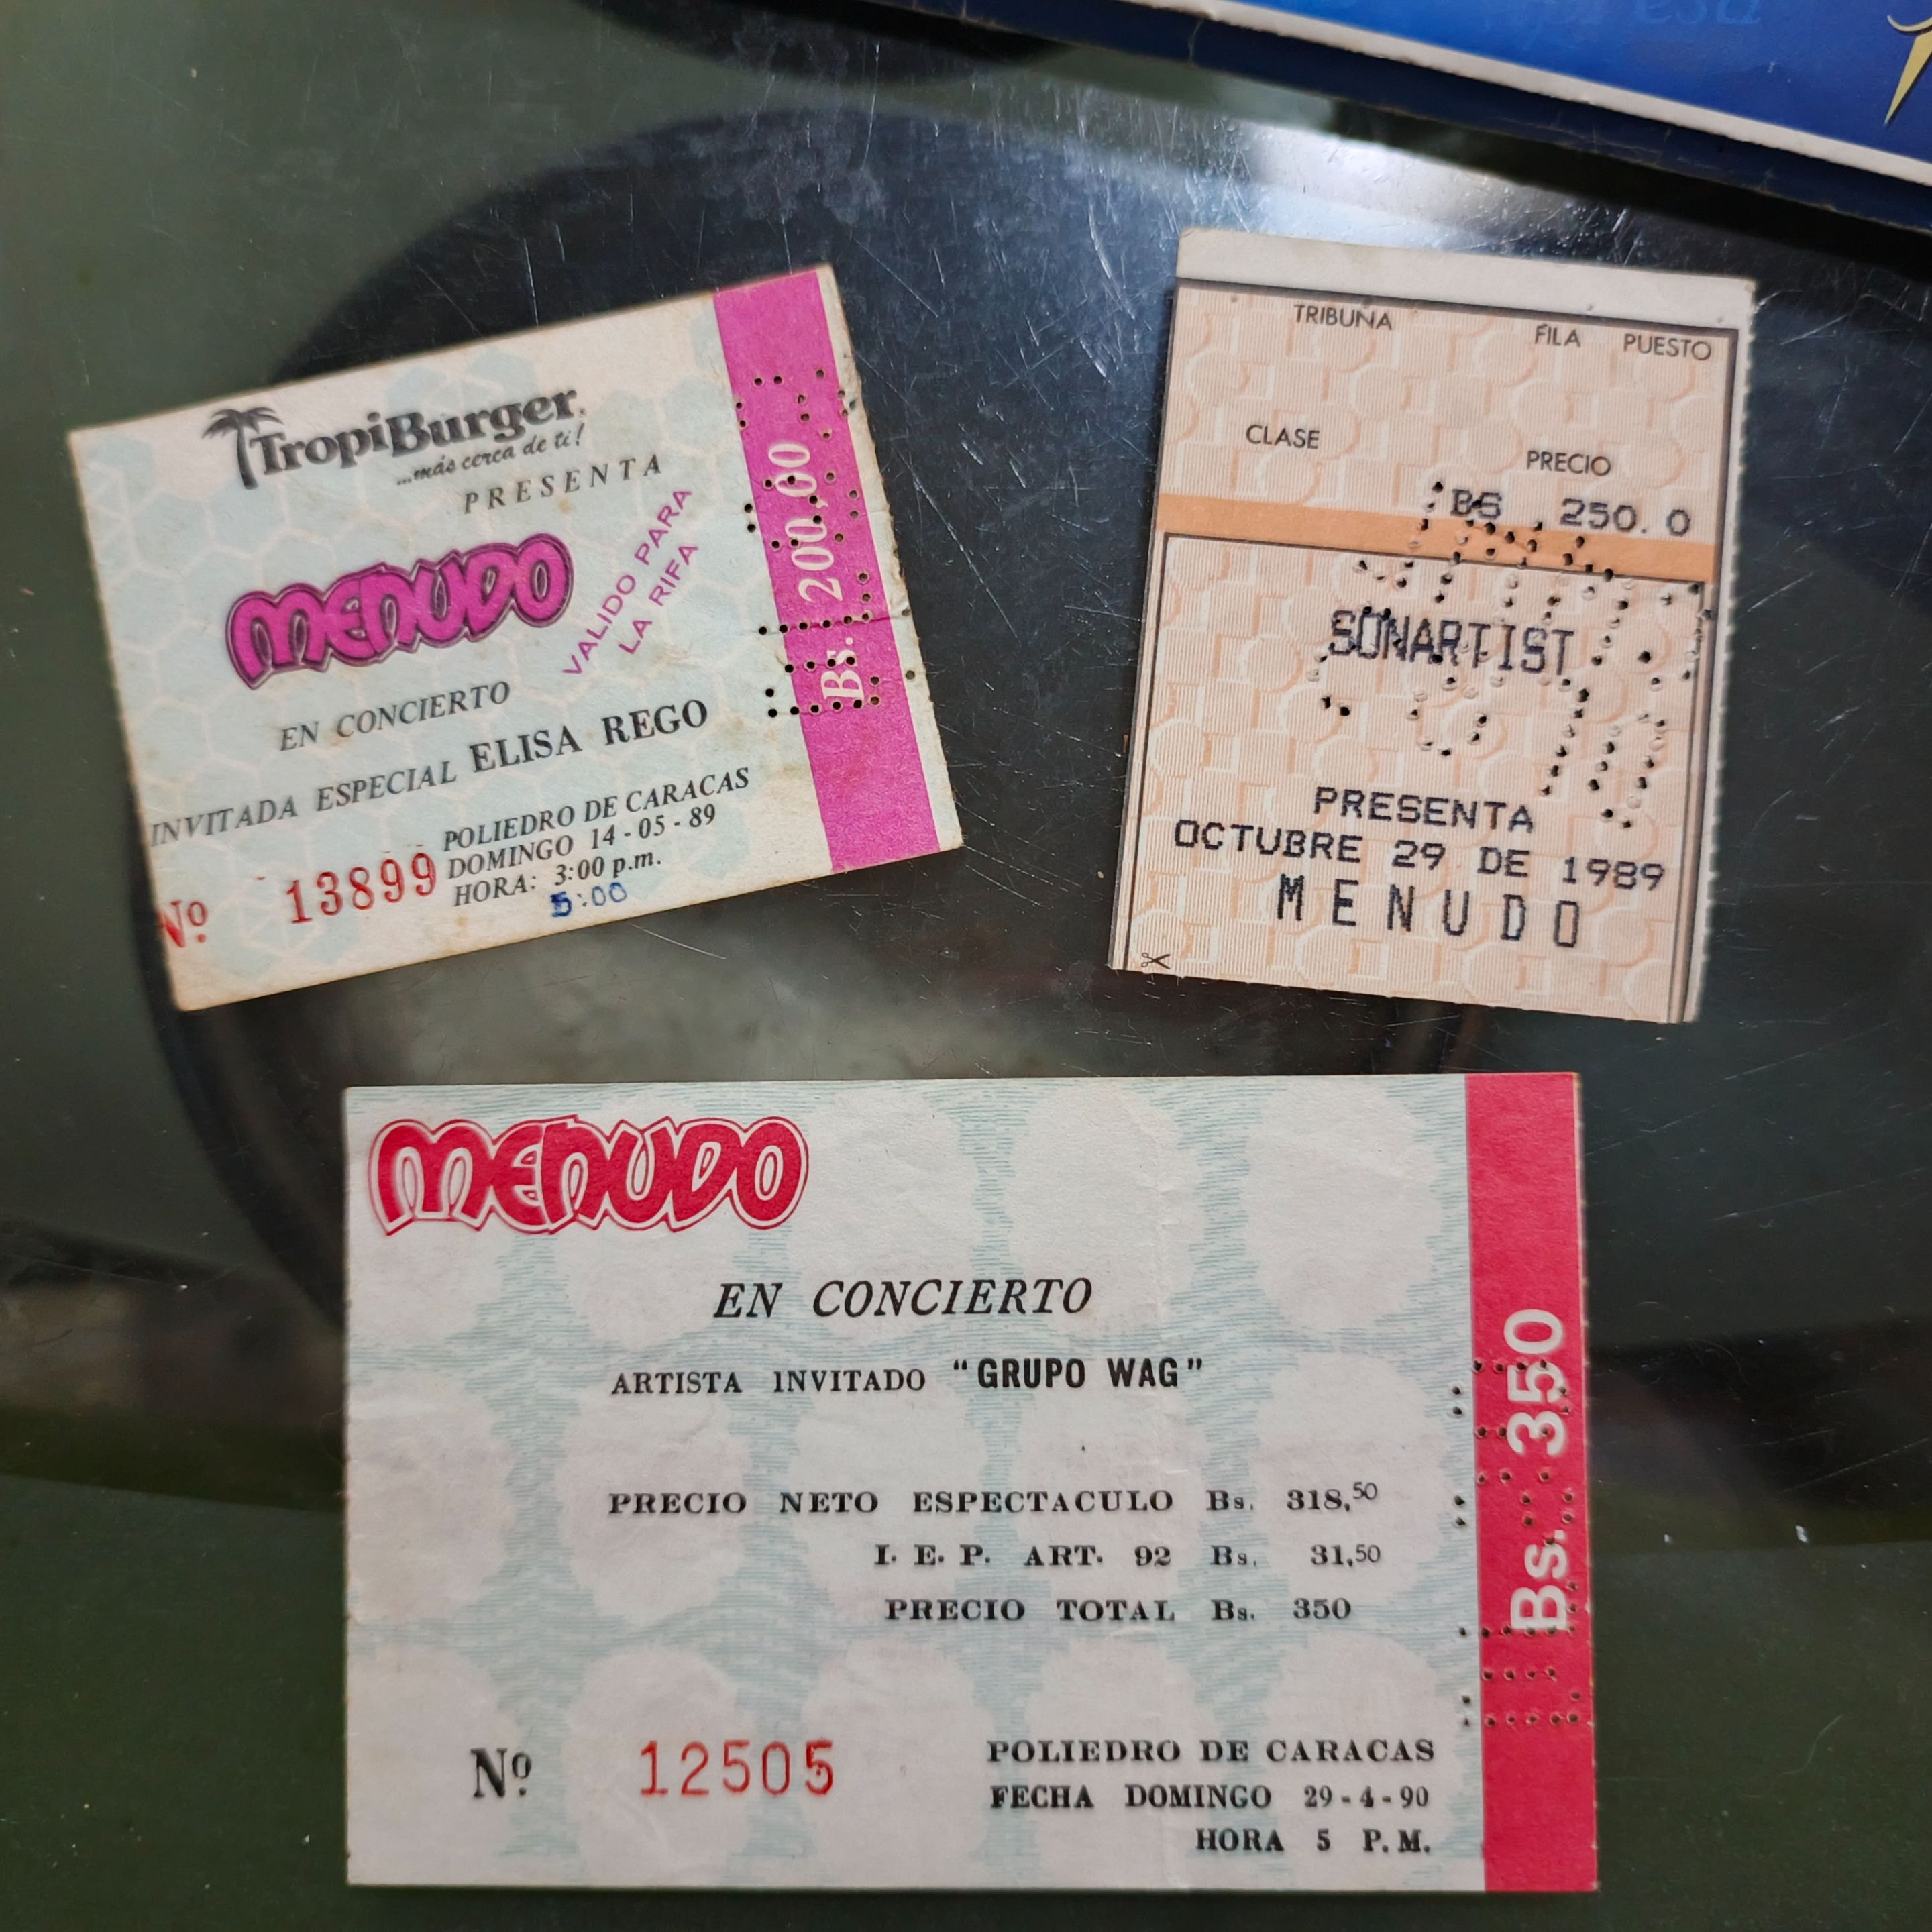 TropiBurger
...más cerca de ti!
PRESENTA
MENUDO
VALIDO PARA
LA RIFA
EN CONCIERTO
INVITADA ESPECIAL ELISA REGO
POLIEDRO DE CARACAS
DOMINGO 14-05-89
HORA: 3:00 p.m.
5:00
Nº 13899
Bs. 200,00
TRIBUNA FILA PUESTO
CLASE PRECIO
BS 250.0
SONARTIST
PRESENTA
OCTUBRE 29 DE 1989
MENUDO
MENUDO
EN CONCIERTO
ARTISTA INVITADO "GRUPO WAG"
PRECIO NETO ESPECTACULO Bs. 318,50
I. E. P. ART. 92 Bs. 31,50
PRECIO TOTAL Bs. 350
Nº 12505
POLIEDRO DE CARACAS
FECHA DOMINGO 29-4-90
HORA 5 P.M.
Bs. 350